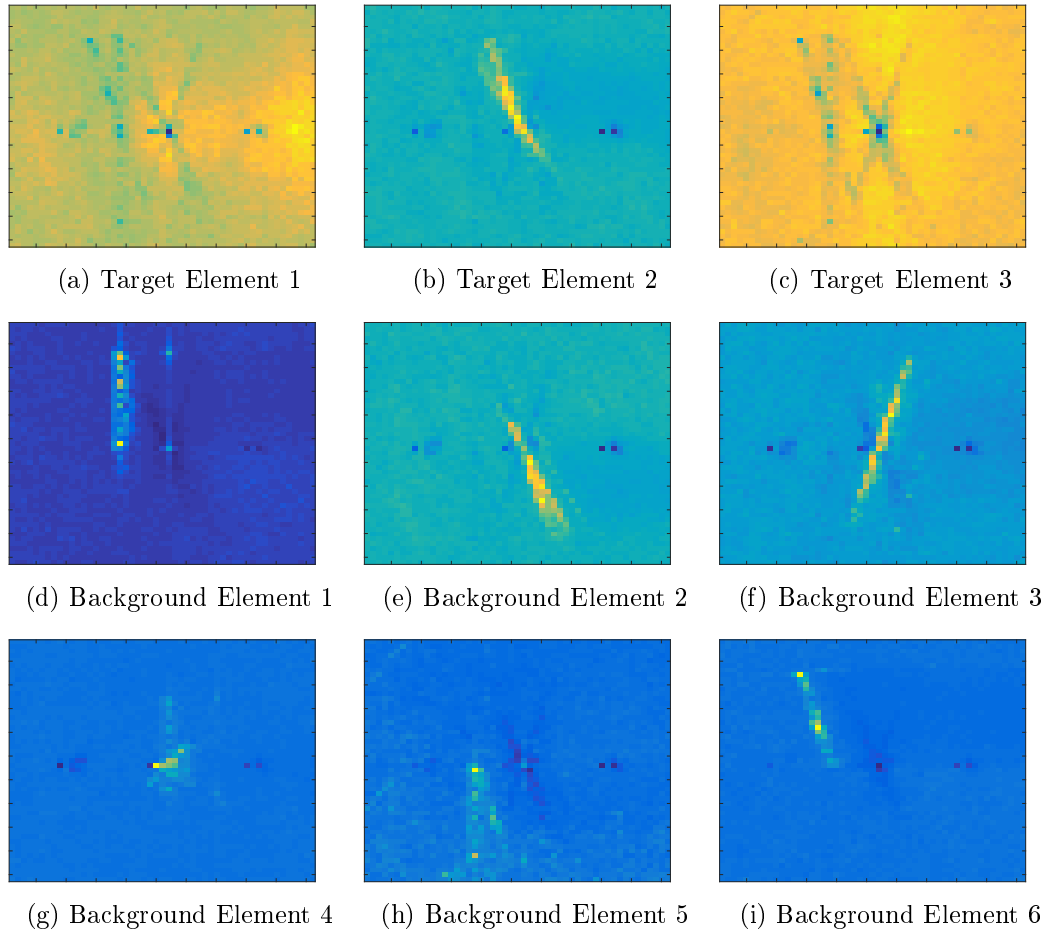 (a) Target Element 1
(b) Target Element 2
(c) Target Element 3
(d) Background Element 1
(e) Background Element 2
(f) Background Element 3
(g) Background Element 4
(h) Background Element 5
(i) Background Element 6